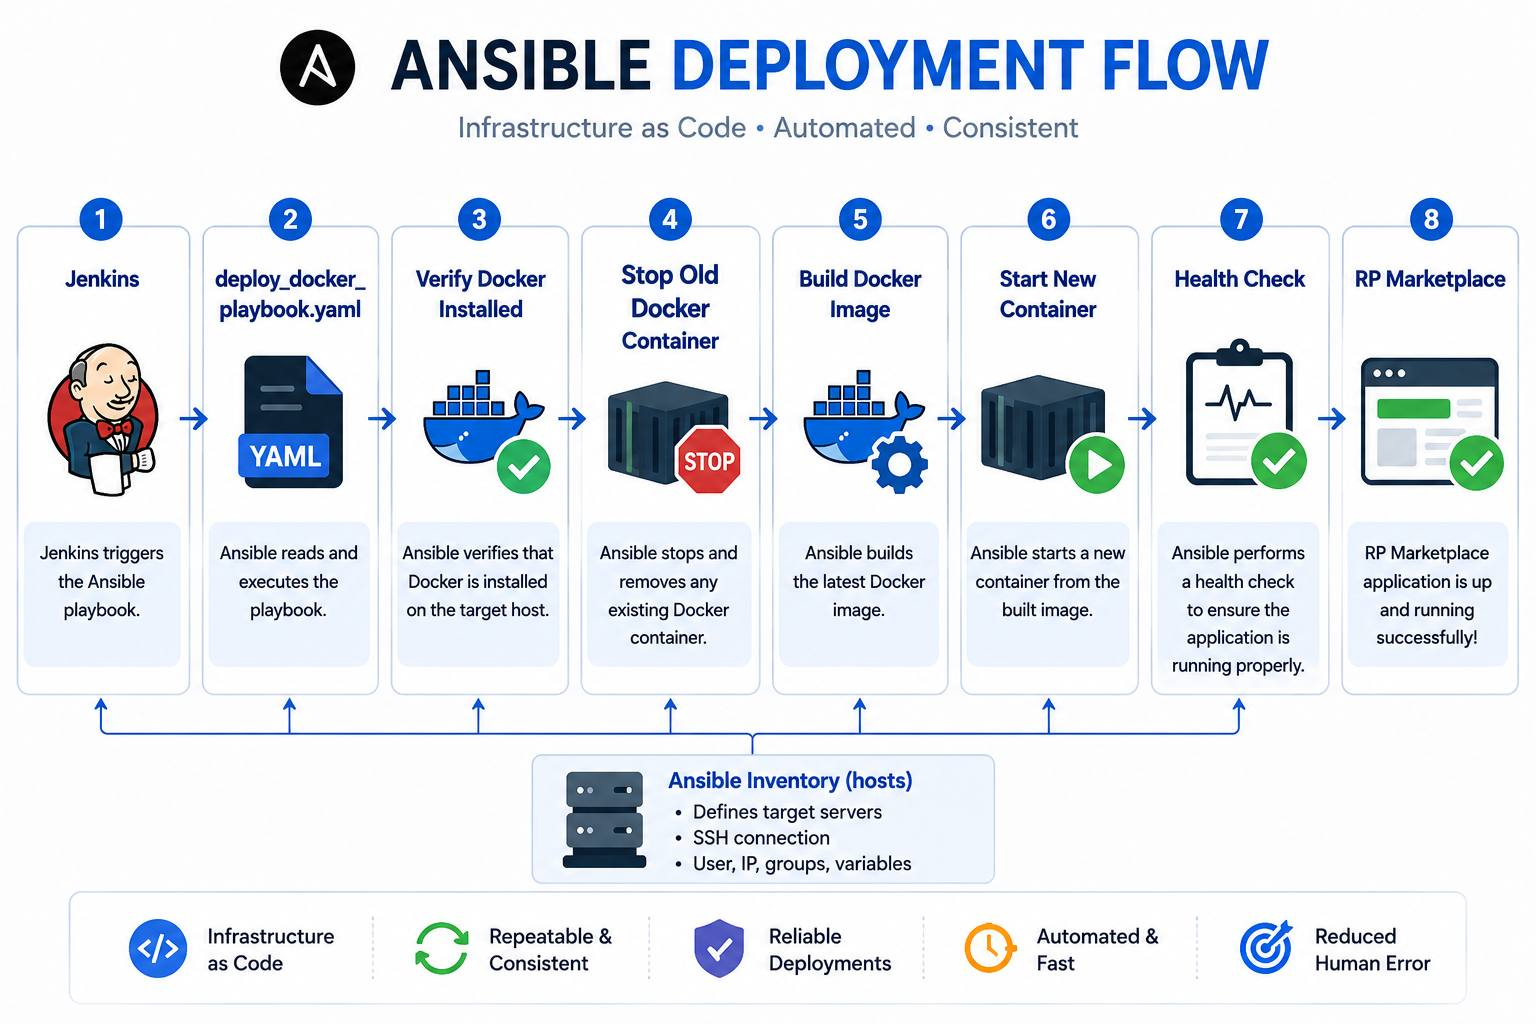 ANSIBLE DEPLOYMENT FLOW
Infrastructure as Code • Automated • Consistent
1
Jenkins
Jenkins triggers
the Ansible
playbook.
2
deploy_docker_
playbook.yaml
YAML
Ansible reads and
executes the
playbook.
3
Verify Docker
Installed
Ansible verifies that
Docker is installed
on the target host.
4
Stop Old
Docker
Container
STOP
Ansible stops and
removes any
existing Docker
container.
5
Build Docker
Image
Ansible builds
the latest Docker
image.
6
Start New
Container
Ansible starts a new
container from the
built image.
7
Health Check
Ansible performs
a health check
to ensure the
application is
running properly.
8
RP Marketplace
RP Marketplace
application is up
and running
successfully!
Ansible Inventory (hosts)
• Defines target servers
• SSH connection
• User, IP, groups, variables
</>
Infrastructure
as Code
Repeatable &
Consistent
Reliable
Deployments
Automated &
Fast
Reduced
Human Error